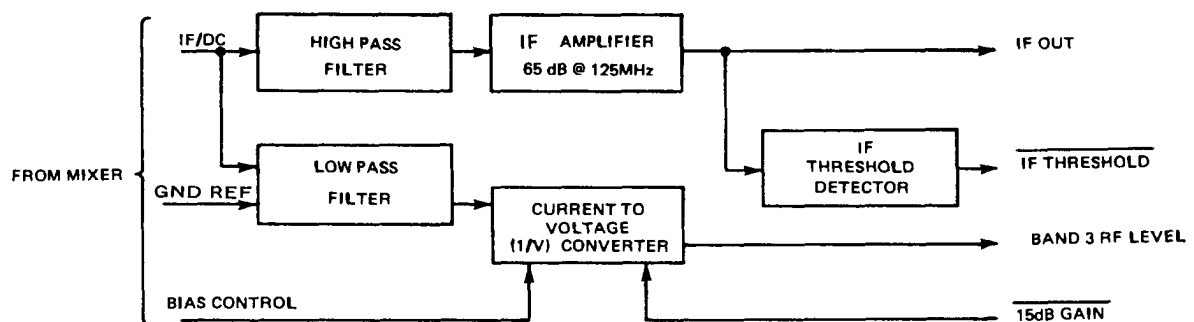 IF/DC
HIGH PASS
FILTER
IF AMPLIFIER
65 dB @ 125MHz
IF OUT
FROM MIXER
GND REF
LOW PASS
FILTER
IF
THRESHOLD
DETECTOR
IF THRESHOLD
CURRENT TO
VOLTAGE
(1/V) CONVERTER
BAND 3 RF LEVEL
BIAS CONTROL
15dB GAIN